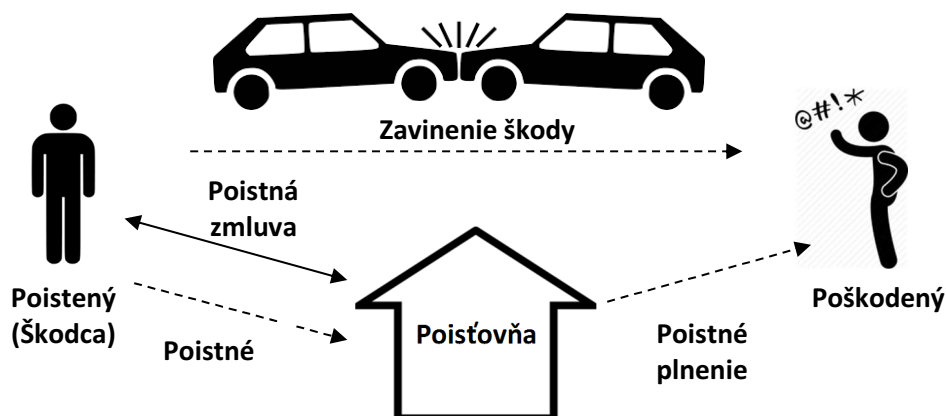 @#!*
Zavinenie škody
Poistná
zmluva
Poistený
(Škodca)
Poistné
Poisťovňa
Poistné
plnenie
Poškodený